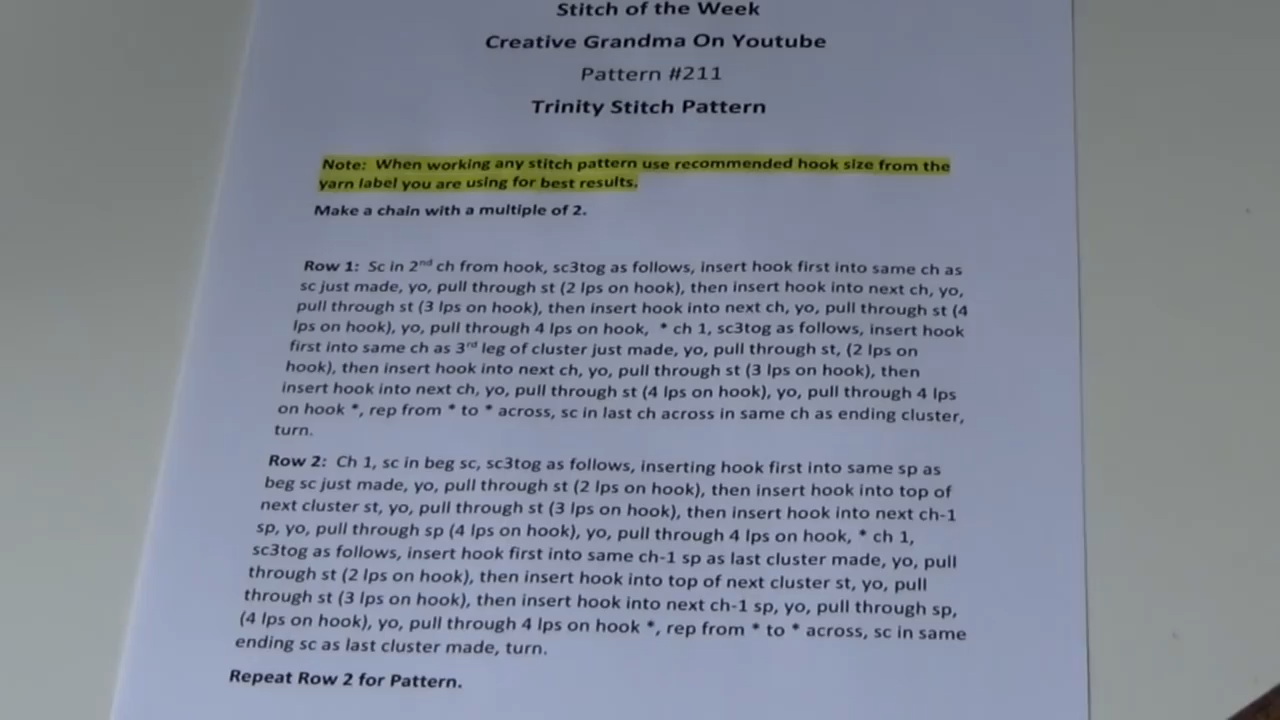 Stitch of the Week
Creative Grandma On Youtube
Pattern #211
Trinity Stitch Pattern
Note: When working any stitch pattern use recommended hook size from the
yarn label you are using for best results.
Make a chain with a multiple of 2.
Row 1: Sc in 2nd ch from hook, sc3tog as follows, insert hook first into same ch as
sc just made, yo, pull through st (2 lps on hook), then insert hook into next ch, yo,
pull through st (3 lps on hook), then insert hook into next ch, yo, pull through st (4
lps on hook), yo, pull through 4 lps on hook, * ch 1, sc3tog as follows, insert hook
first into same ch as 3rd leg of cluster just made, yo, pull through st, (2 lps on
hook), then insert hook into next ch, yo, pull through st (3 lps on hook), then
insert hook into next ch, yo, pull through st (4 lps on hook), yo, pull through 4 lps
on hook *, rep from * to * across, sc in last ch across in same ch as ending cluster,
turn.
Row 2: Ch 1, sc in beg sc, sc3tog as follows, inserting hook first into same sp as
beg sc just made, yo, pull through st (2 lps on hook), then insert hook into top of
next cluster st, yo, pull through st (3 lps on hook), then insert hook into next ch-1
sp, yo, pull through sp (4 lps on hook), yo, pull through 4 lps on hook, * ch 1,
sc3tog as follows, insert hook first into same ch-1 sp as last cluster made, yo, pull
through st (2 lps on hook), then insert hook into top of next cluster st, yo, pull
through st (3 lps on hook), then insert hook into next ch-1 sp, yo, pull through sp,
(4 lps on hook), yo, pull through 4 lps on hook *, rep from * to * across, sc in same
ending sc as last cluster made, turn.
Repeat Row 2 for Pattern.